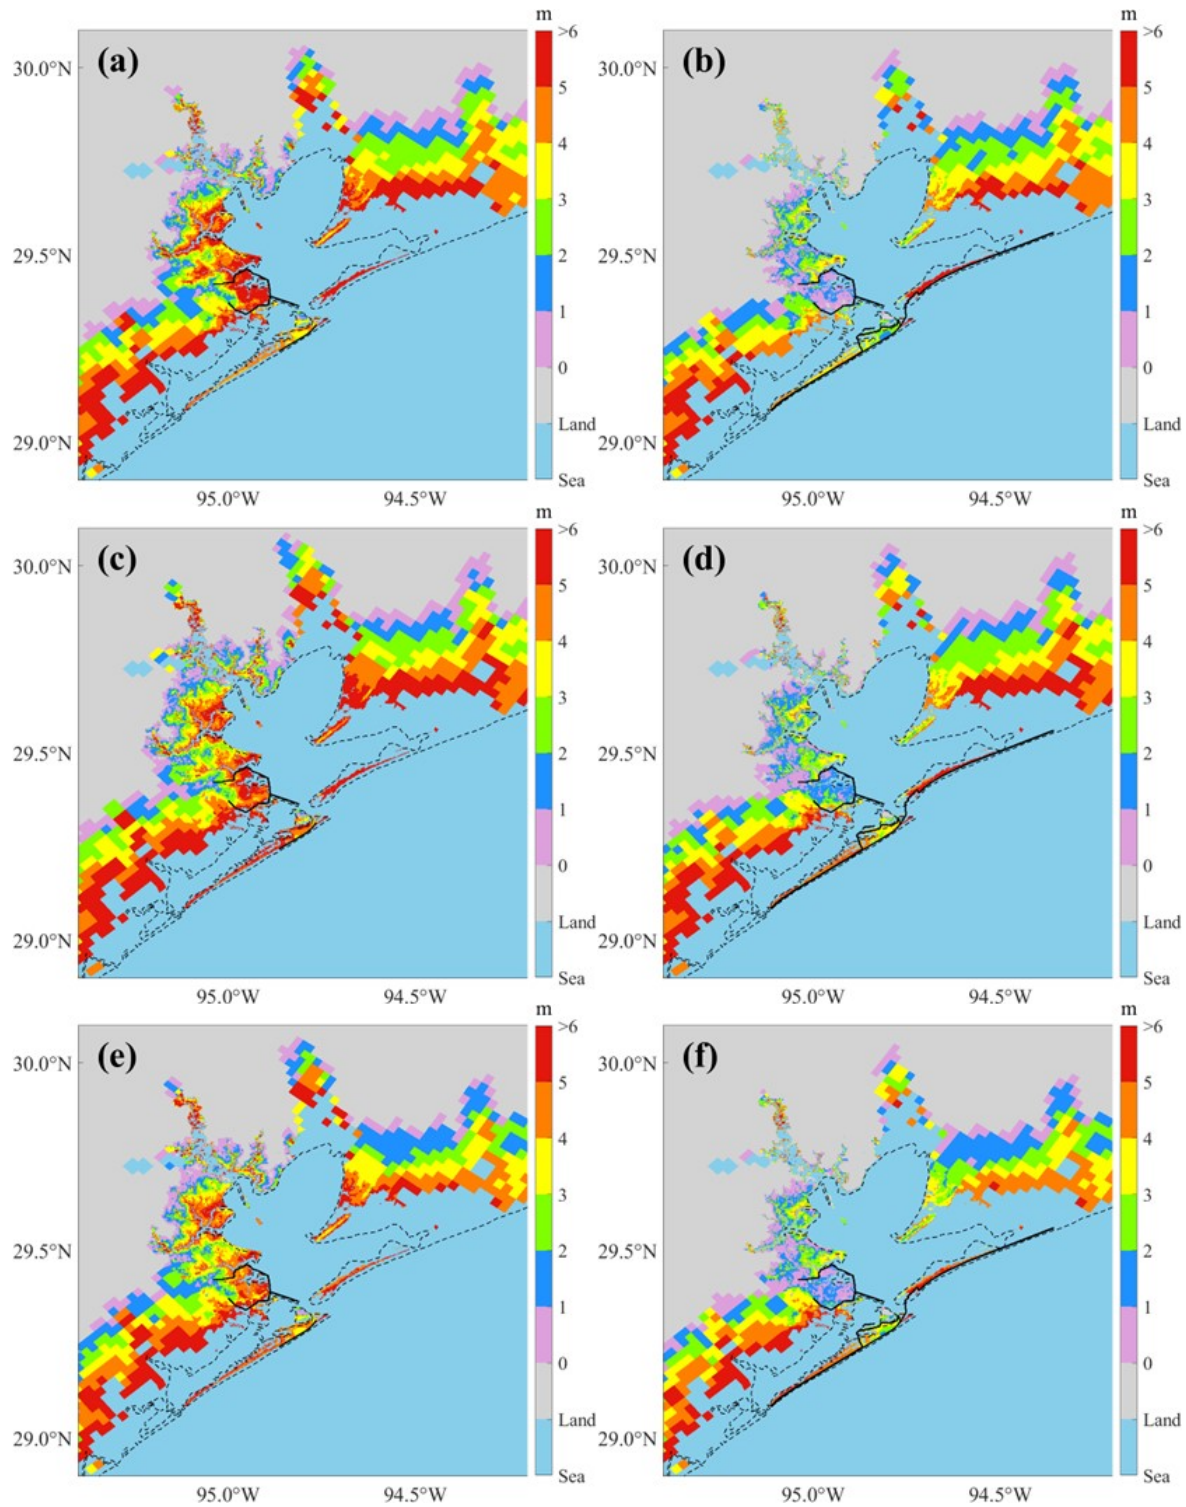 m m
(a) >6 (b) >6
30.0°N 30.0°N
5 5
4 4
3 3
29.5°N 29.5°N
2 2
1 1
0 0
29.0°N Land 29.0°N Land
Sea Sea
95.0°W 94.5°W 95.0°W 94.5°W
m m
(c) >6 (d) >6
30.0°N 30.0°N
5 5
4 4
3 3
29.5°N 29.5°N
2 2
1 1
0 0
29.0°N Land 29.0°N Land
Sea Sea
95.0°W 94.5°W 95.0°W 94.5°W
m m
(e) >6 (f) >6
30.0°N 30.0°N
5 5
4 4
3 3
29.5°N 29.5°N
2 2
1 1
0 0
29.0°N Land 29.0°N Land
Sea Sea
95.0°W 94.5°W 95.0°W 94.5°W